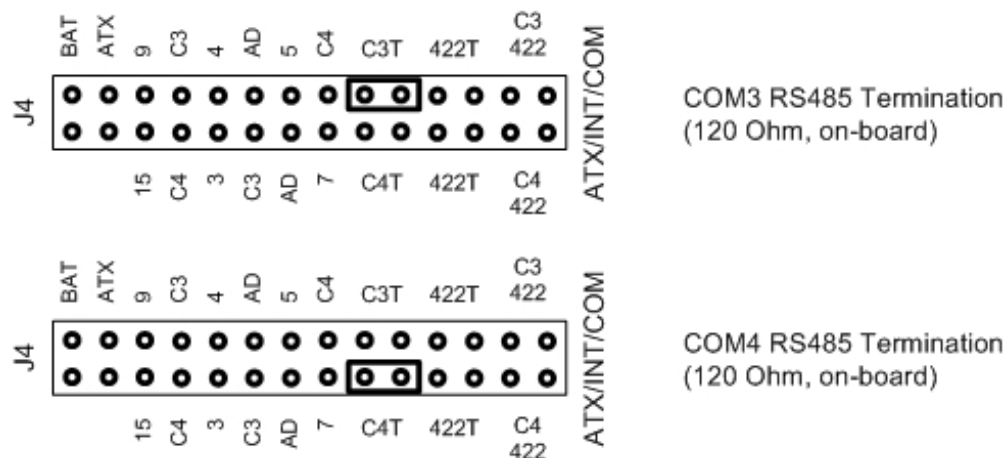 BAT ATX 9 C3 4 AD 5 C4 C3T 422T C3 422
J4
ATX/INT/COM
COM3 RS485 Termination
(120 Ohm, on-board)
15 C4 3 C3 AD 7 C4T 422T C4 422
BAT ATX 9 C3 4 AD 5 C4 C3T 422T C3 422
J4
ATX/INT/COM
COM4 RS485 Termination
(120 Ohm, on-board)
15 C4 3 C3 AD 7 C4T 422T C4 422